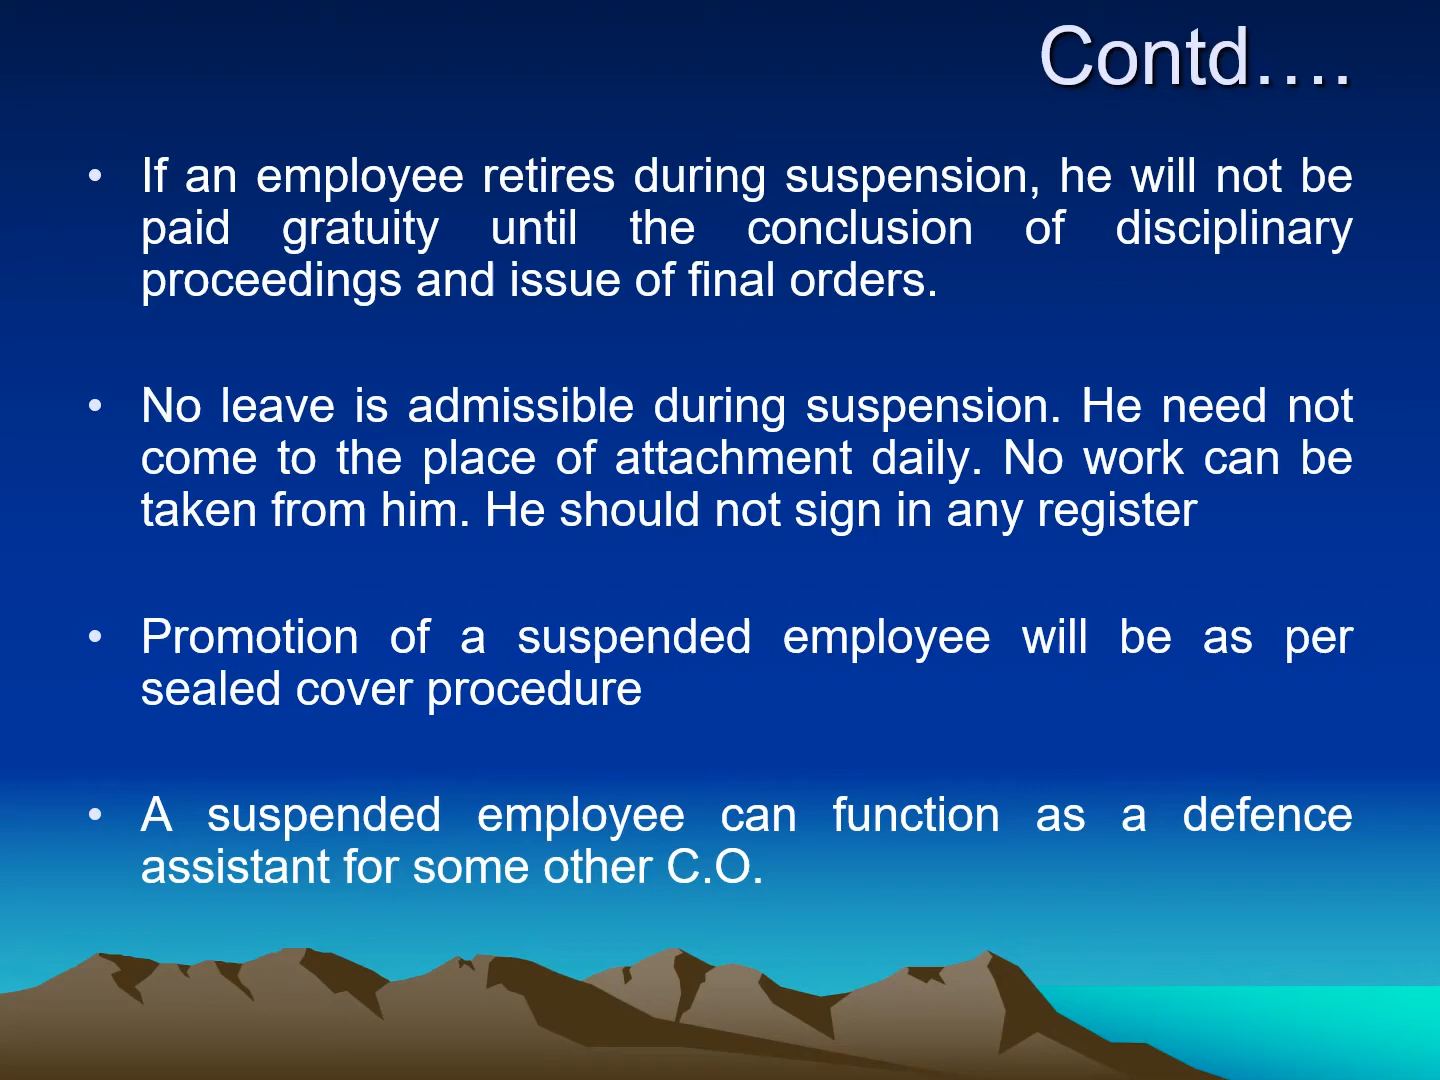 Contd….
• If an employee retires during suspension, he will not be
paid gratuity until the conclusion of disciplinary
proceedings and issue of final orders.
• No leave is admissible during suspension. He need not
come to the place of attachment daily. No work can be
taken from him. He should not sign in any register
• Promotion of a suspended employee will be as per
sealed cover procedure
• A suspended employee can function as a defence
assistant for some other C.O.